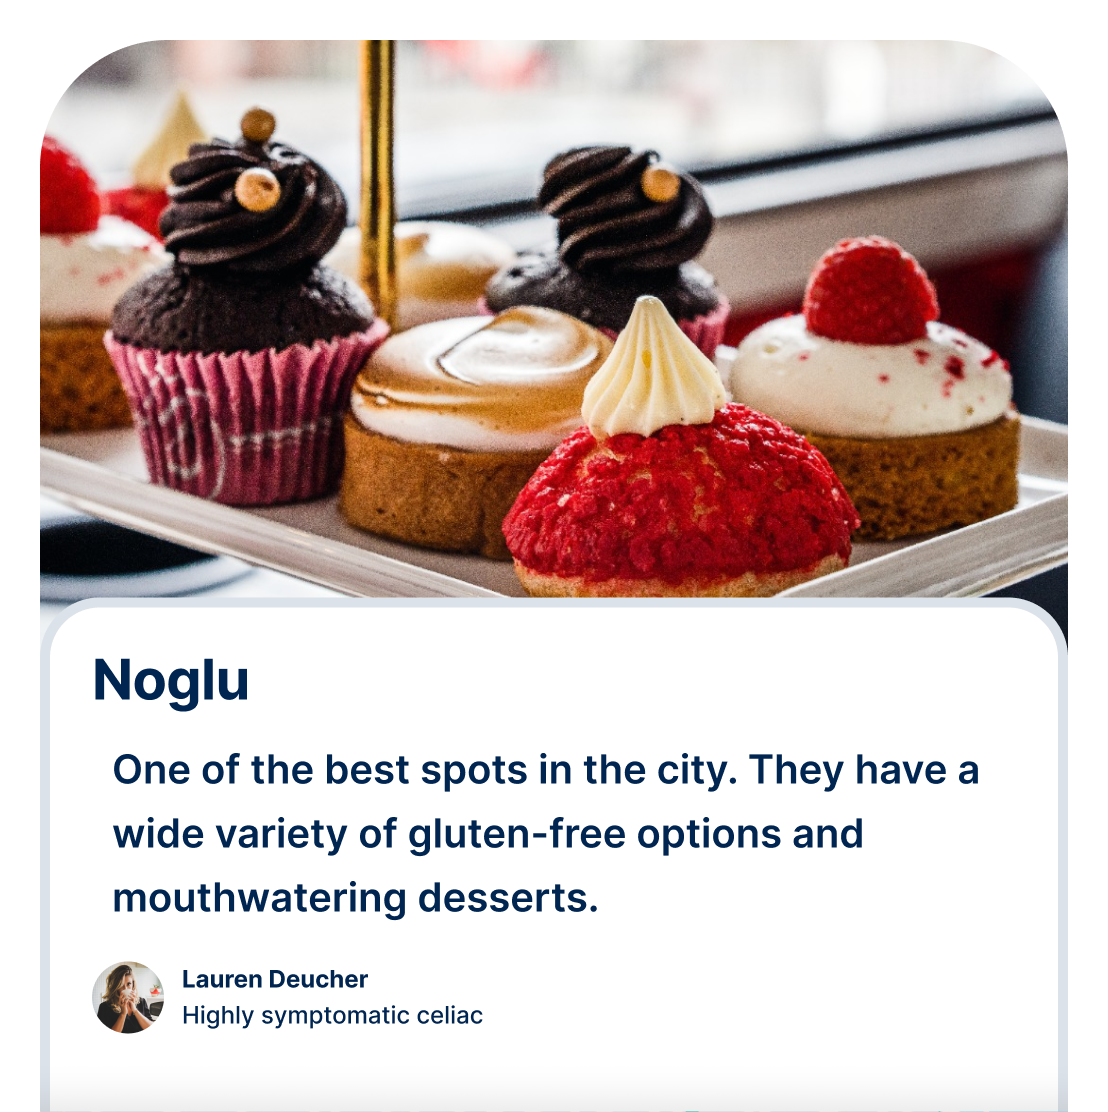 Noglu
One of the best spots in the city. They have a
wide variety of gluten-free options and
mouthwatering desserts.
Lauren Deucher
Highly symptomatic celiac